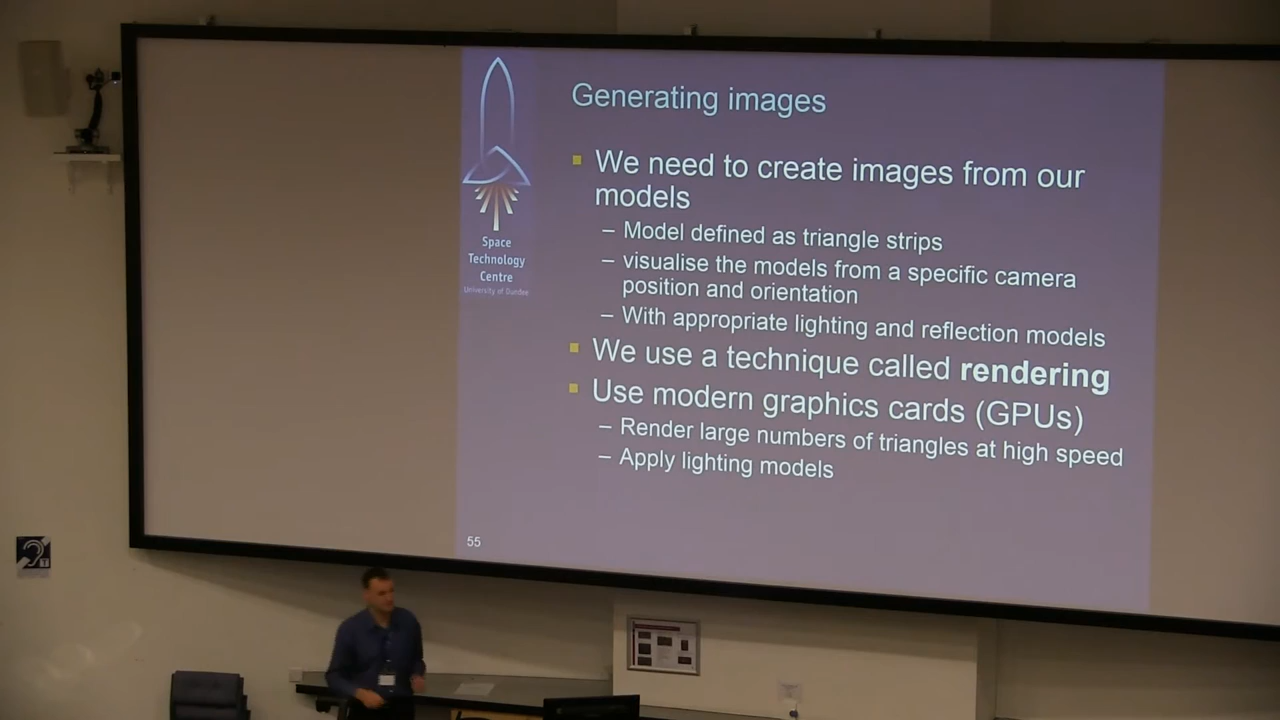 Generating images
We need to create images from our
models
– Model defined as triangle strips
– visualise the models from a specific camera
position and orientation
– With appropriate lighting and reflection models
We use a technique called rendering
Use modern graphics cards (GPUs)
– Render large numbers of triangles at high speed
– Apply lighting models
Space
Technology
Centre
University of Dundee
55
T